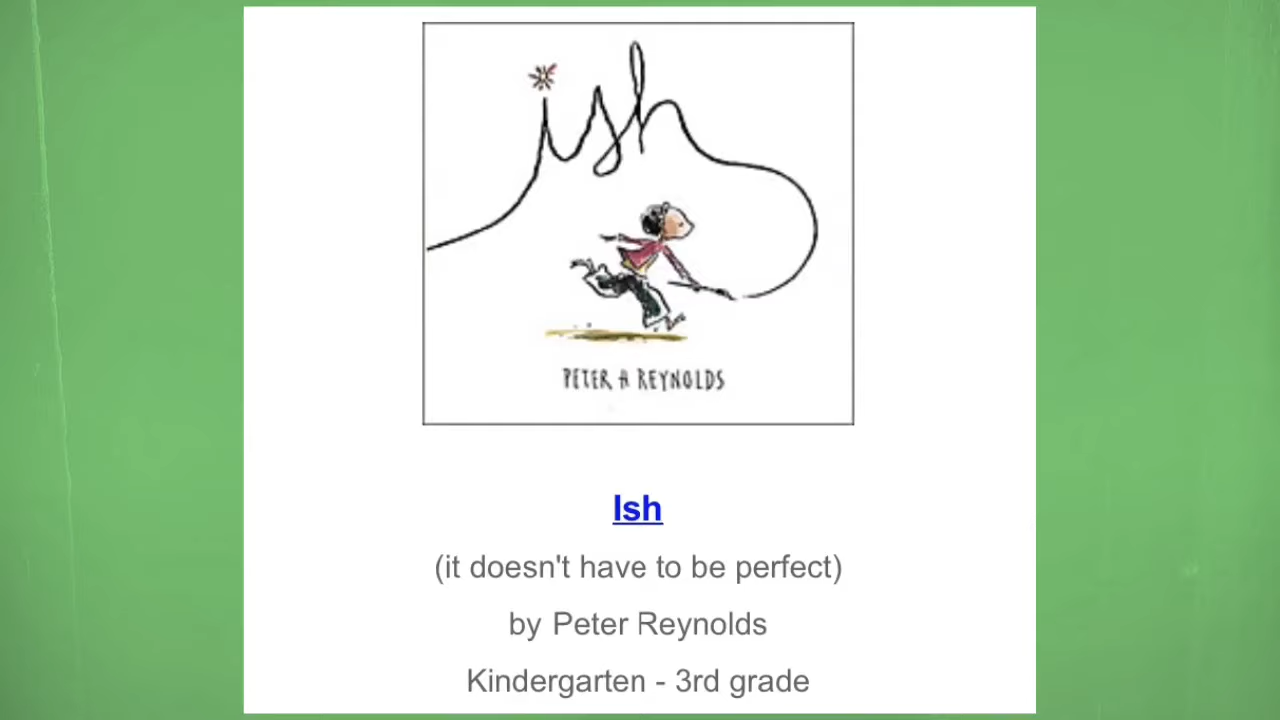 ish
PETER A REYNOLDS
Ish
(it doesn't have to be perfect)
by Peter Reynolds
Kindergarten - 3rd grade